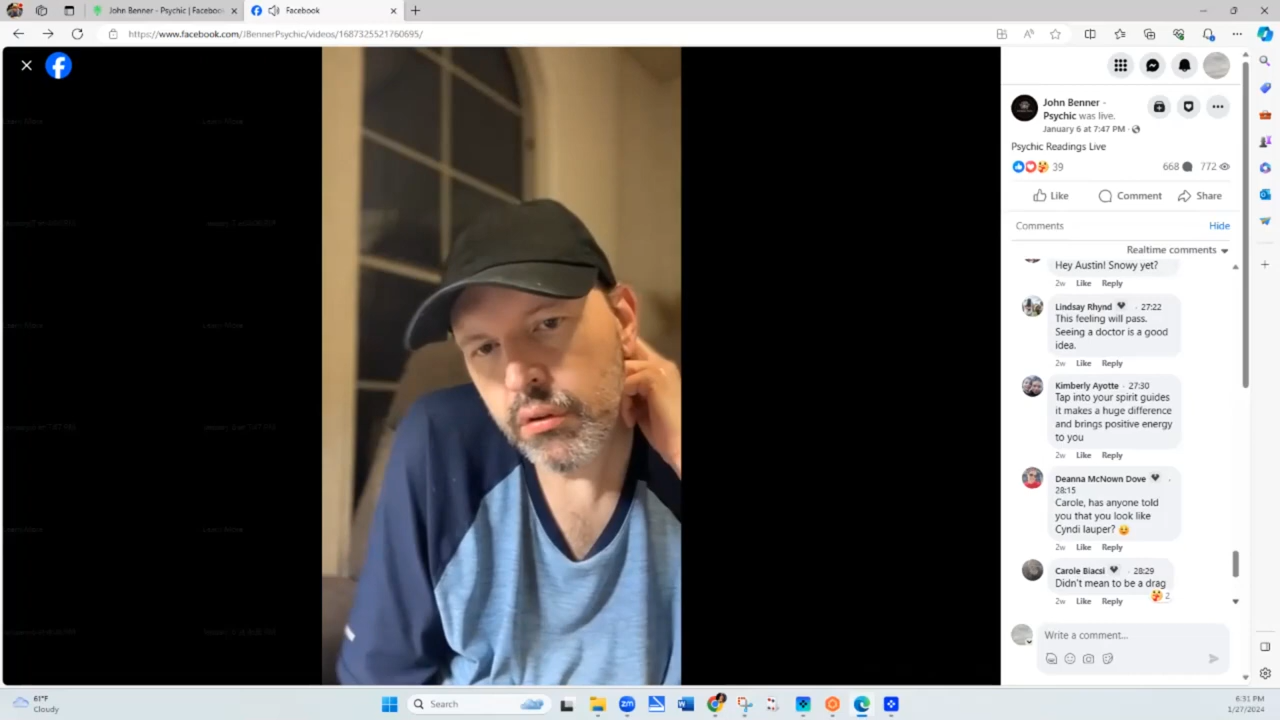 John Benner - Psychic | Facebook
Facebook
https://www.facebook.com/JBennerPsychic/videos/1687325521760695/
John Benner -
Psychic was live.
January 6 at 7:47 PM
Psychic Readings Live
39
668
772
Like
Comment
Share
Comments
Hide
Realtime comments
Hey Austin! Snowy yet?
2w Like Reply
Lindsay Rhynd · 27:22
This feeling will pass.
Seeing a doctor is a good
idea.
2w Like Reply
Kimberly Ayotte · 27:30
Tap into your spirit guides
it makes a huge difference
and brings positive energy
to you
2w Like Reply
Deanna McNown Dove ·
28:15
Carole, has anyone told
you that you look like
Cyndi lauper? 😊
2w Like Reply
Carole Biacsi · 28:29
Didn't mean to be a drag
2
2w Like Reply
Write a comment...
61°F
Cloudy
Search
zm
6:31 PM
1/27/2024